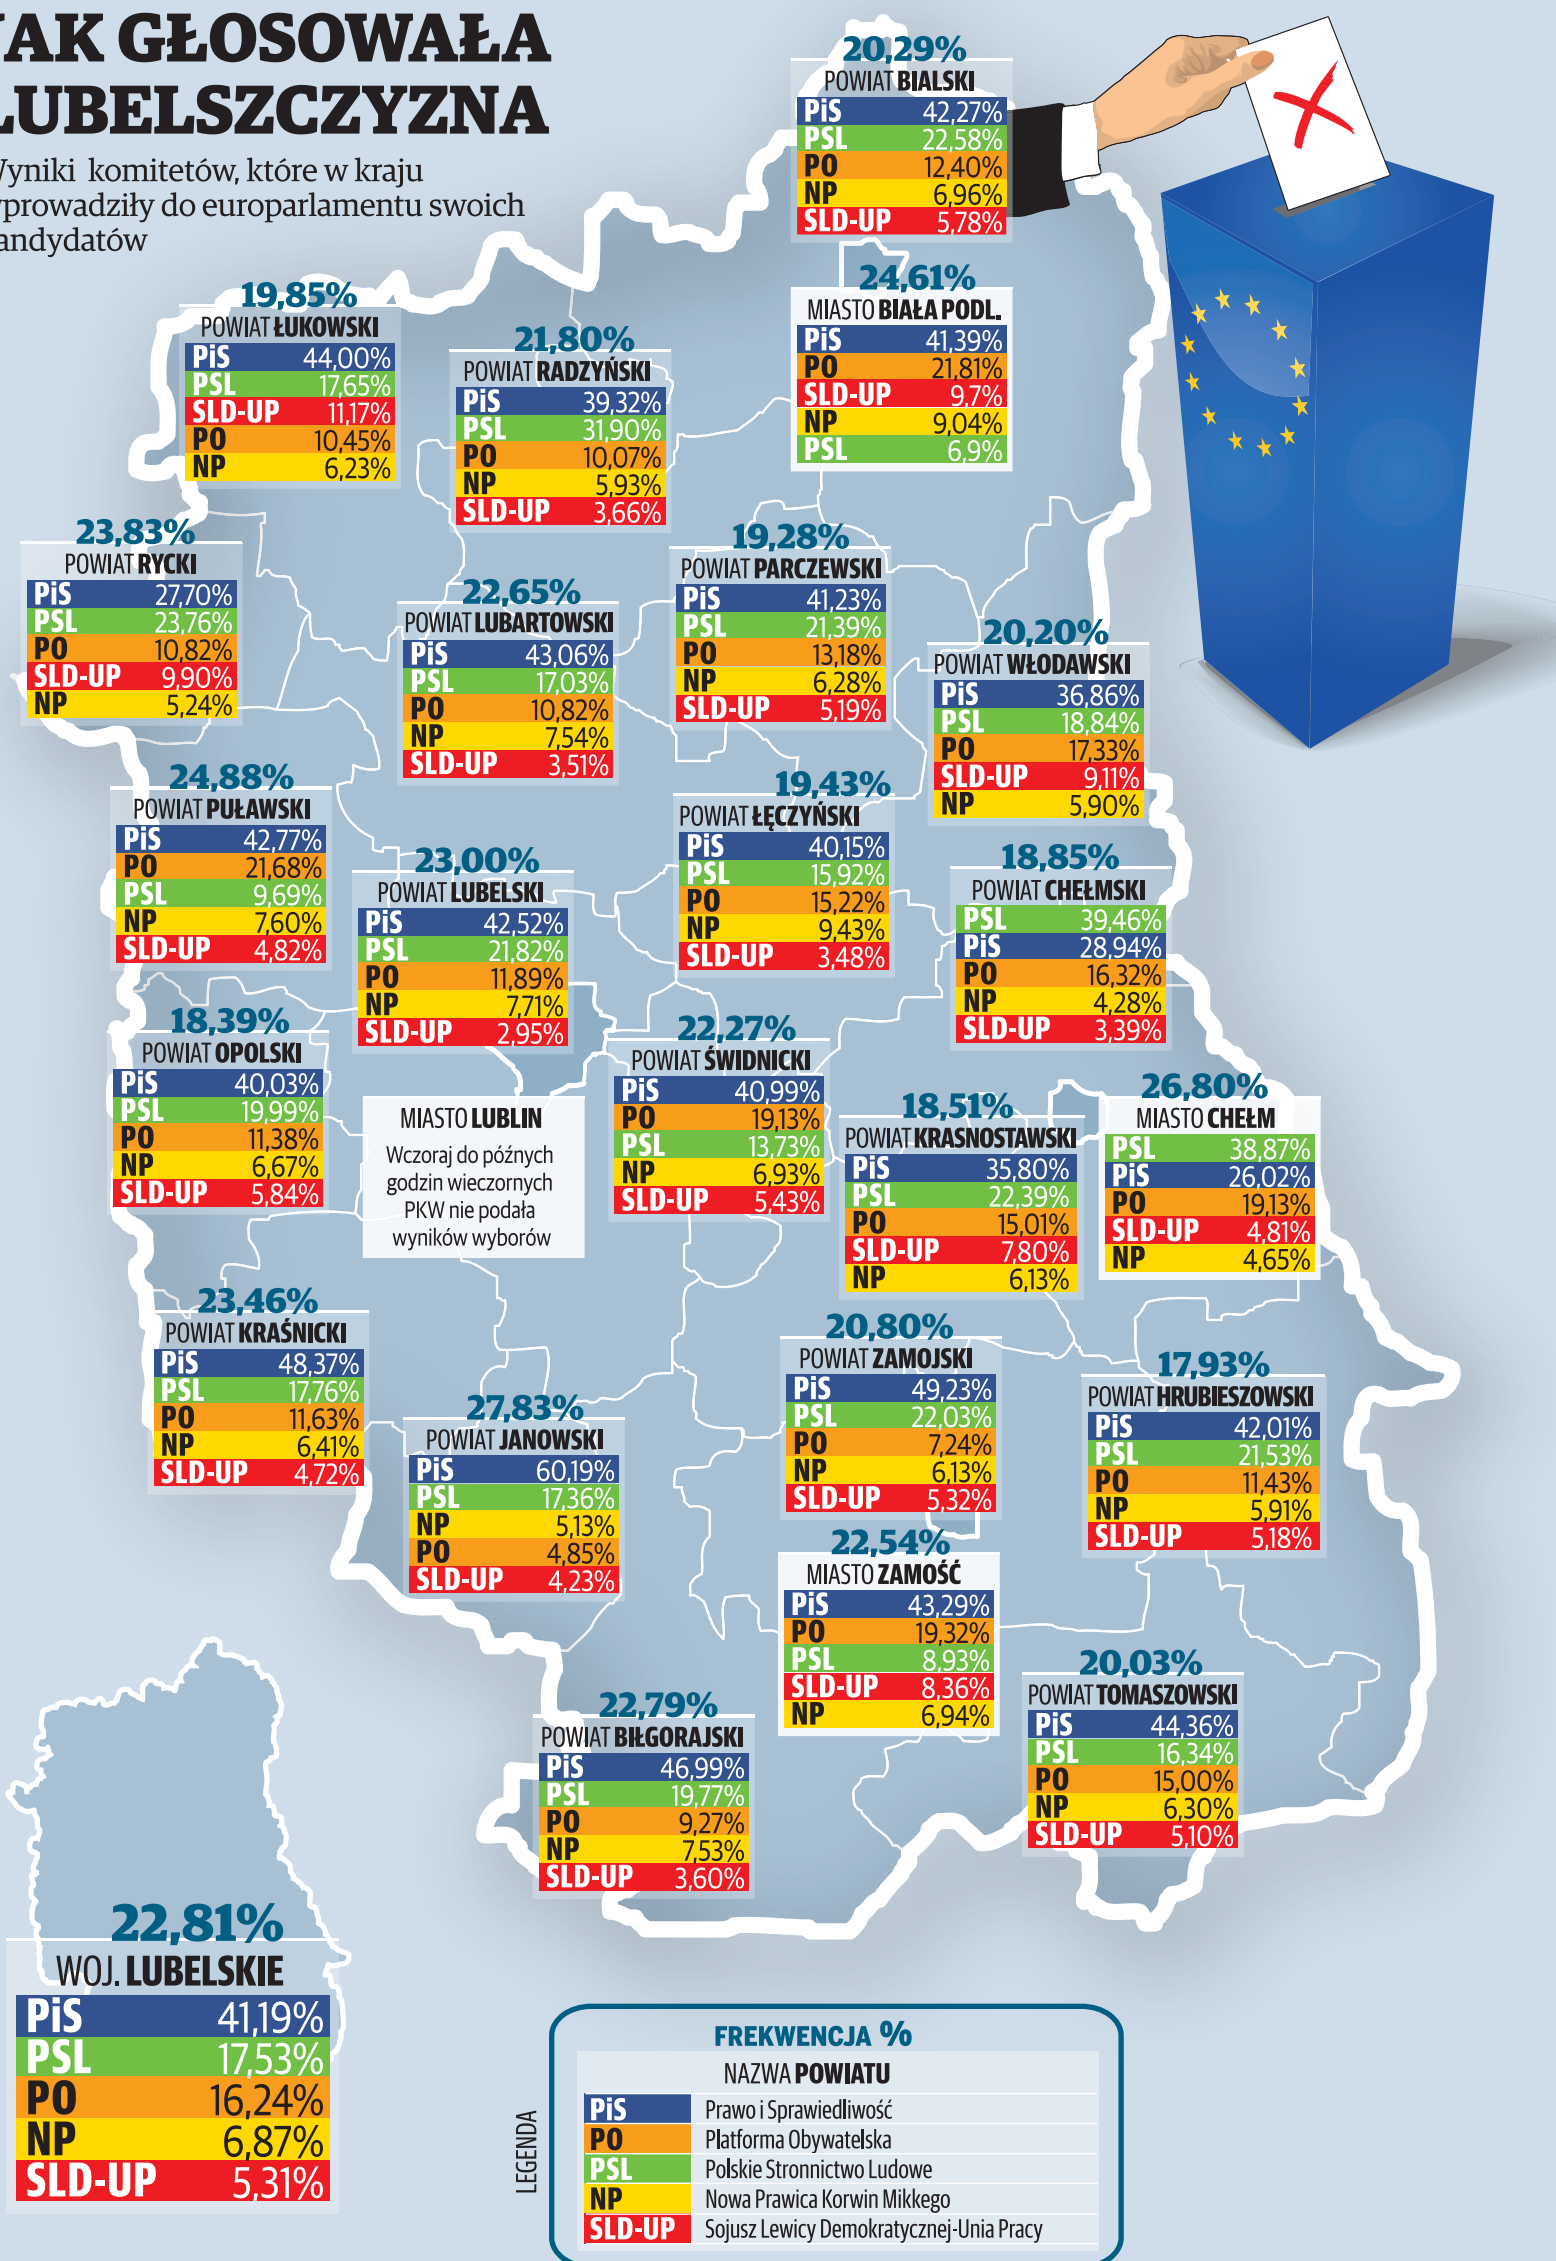 JAK GŁOSOWAŁA
LUBELSZCZYZNA
Wyniki komitetów, które w kraju
wprowadziły do europarlamentu swoich
kandydatów
20,29%
POWIAT BIALSKI
PiS 42,27%
PSL 22,58%
PO 12,40%
NP 6,96%
SLD-UP 5,78%
24,61%
MIASTO BIAŁA PODL.
PiS 41,39%
PO 21,81%
SLD-UP 9,7%
NP 9,04%
PSL 6,9%
19,85%
POWIAT ŁUKOWSKI
PiS 44,00%
PSL 17,65%
SLD-UP 11,17%
PO 10,45%
NP 6,23%
21,80%
POWIAT RADZYŃSKI
PiS 39,32%
PSL 31,90%
PO 10,07%
NP 5,93%
SLD-UP 3,66%
23,83%
POWIAT RYCKI
PiS 27,70%
PSL 23,76%
PO 10,82%
SLD-UP 9,90%
NP 5,24%
22,65%
POWIAT LUBARTOWSKI
PiS 43,06%
PSL 17,03%
PO 10,82%
NP 7,54%
SLD-UP 3,51%
19,28%
POWIAT PARCZEWSKI
PiS 41,23%
PSL 21,39%
PO 13,18%
NP 6,28%
SLD-UP 5,19%
20,20%
POWIAT WŁODAWSKI
PiS 36,86%
PSL 18,84%
PO 17,33%
SLD-UP 9,11%
NP 5,90%
24,88%
POWIAT PUŁAWSKI
PiS 42,77%
PO 21,68%
PSL 9,69%
NP 7,60%
SLD-UP 4,82%
23,00%
POWIAT LUBELSKI
PiS 42,52%
PSL 21,82%
PO 11,89%
NP 7,71%
SLD-UP 2,95%
19,43%
POWIAT ŁĘCZYŃSKI
PiS 40,15%
PSL 15,92%
PO 15,22%
NP 9,43%
SLD-UP 3,48%
18,85%
POWIAT CHEŁMSKI
PSL 39,46%
PiS 28,94%
PO 16,32%
NP 4,28%
SLD-UP 3,39%
18,39%
POWIAT OPOLSKI
PiS 40,03%
PSL 19,99%
PO 11,38%
NP 6,67%
SLD-UP 5,84%
MIASTO LUBLIN
Wczoraj do późnych
godzin wieczornych
PKW nie podała
wyników wyborów
22,27%
POWIAT ŚWIDNICKI
PiS 40,99%
PO 19,13%
PSL 13,73%
NP 6,93%
SLD-UP 5,43%
18,51%
POWIAT KRASNOSTAWSKI
PiS 35,80%
PSL 22,39%
PO 15,01%
SLD-UP 7,80%
NP 6,13%
26,80%
MIASTO CHEŁM
PSL 38,87%
PiS 26,02%
PO 19,13%
SLD-UP 4,81%
NP 4,65%
23,46%
POWIAT KRAŚNICKI
PiS 48,37%
PSL 17,76%
PO 11,63%
NP 6,41%
SLD-UP 4,72%
27,83%
POWIAT JANOWSKI
PiS 60,19%
PSL 17,36%
NP 5,13%
PO 4,85%
SLD-UP 4,23%
20,80%
POWIAT ZAMOJSKI
PiS 49,23%
PSL 22,03%
PO 7,24%
NP 6,13%
SLD-UP 5,32%
17,93%
POWIAT HRUBIESZOWSKI
PiS 42,01%
PSL 21,53%
PO 11,43%
NP 5,91%
SLD-UP 5,18%
22,54%
MIASTO ZAMOŚĆ
PiS 43,29%
PO 19,32%
PSL 8,93%
SLD-UP 8,36%
NP 6,94%
22,79%
POWIAT BIŁGORAJSKI
PiS 46,99%
PSL 19,77%
PO 9,27%
NP 7,53%
SLD-UP 3,60%
20,03%
POWIAT TOMASZOWSKI
PiS 44,36%
PSL 16,34%
PO 15,00%
NP 6,30%
SLD-UP 5,10%
22,81%
WOJ. LUBELSKIE
PiS 41,19%
PSL 17,53%
PO 16,24%
NP 6,87%
SLD-UP 5,31%
LEGENDA
FREKWENCJA %
NAZWA POWIATU
PiS Prawo i Sprawiedliwość
PO Platforma Obywatelska
PSL Polskie Stronnictwo Ludowe
NP Nowa Prawica Korwin Mikkego
SLD-UP Sojusz Lewicy Demokratycznej-Unia Pracy